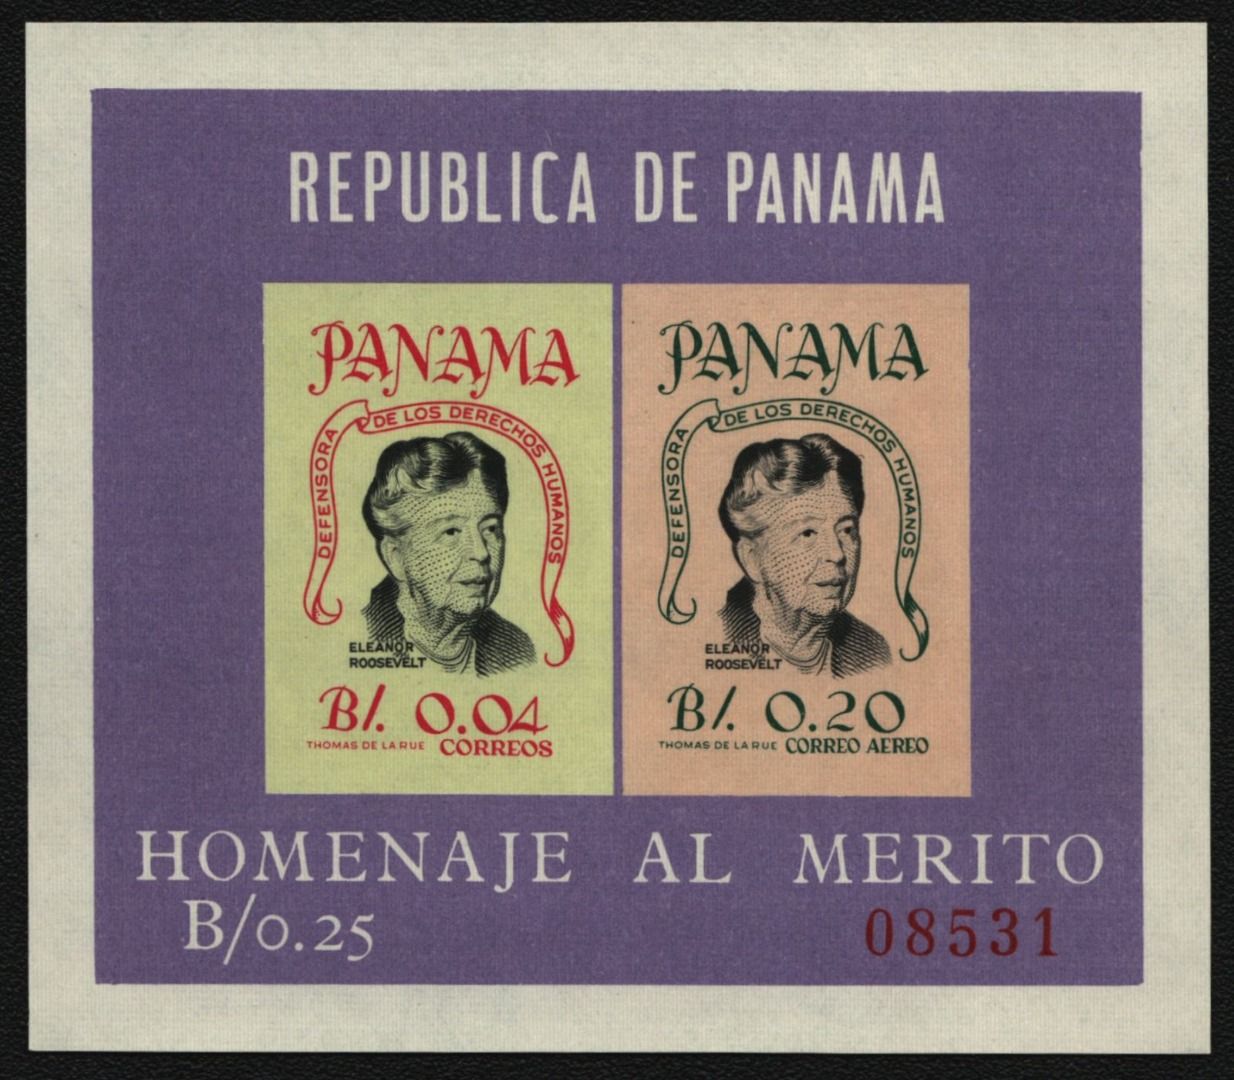 REPUBLICA DE PANAMA
PANAMA
DEFENSORA DE LOS DERECHOS HUMANOS
ELEANOR
ROOSEVELT
B/. 0.04
THOMAS DE LA RUE CORREOS
PANAMA
DEFENSORA DE LOS DERECHOS HUMANOS
ELEANOR
ROOSEVELT
B/. 0.20
THOMAS DE LA RUE CORREO AEREO
HOMENAJE AL MERITO
B/0.25
08531